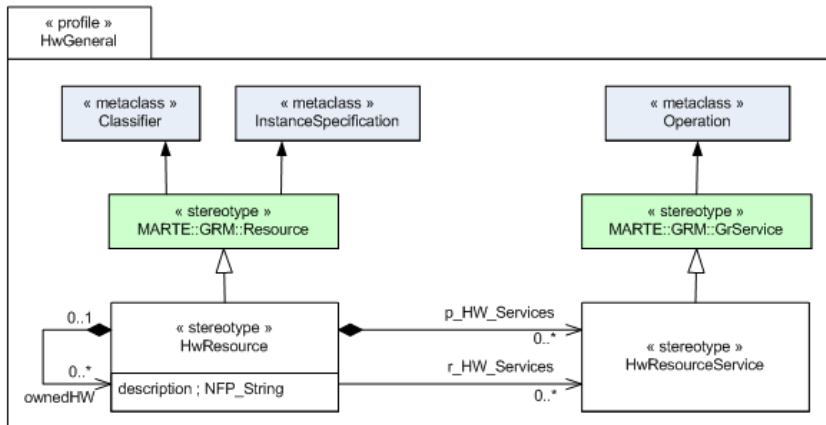 « profile »
HwGeneral
« metaclass »
Classifier
« metaclass »
InstanceSpecification
« metaclass »
Operation
« stereotype »
MARTE::GRM::Resource
« stereotype »
MARTE::GRM::GrService
0..1
« stereotype »
HwResource
p_HW_Services
0..*
« stereotype »
HwResourceService
0..*
ownedHW
description ; NFP_String
r_HW_Services
0..*